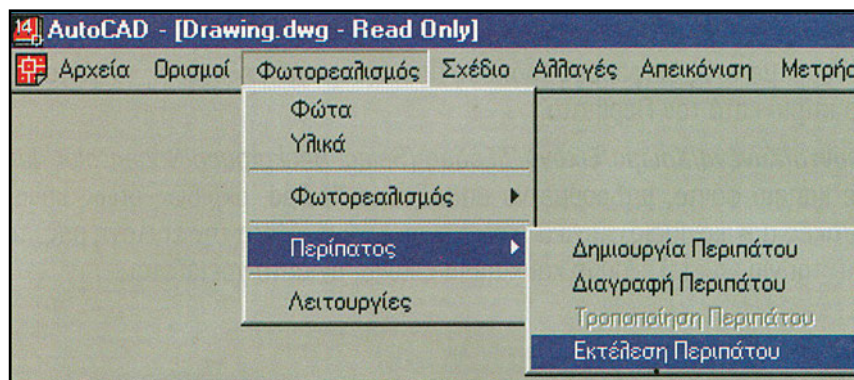 14 AutoCAD - [Drawing.dwg - Read Only]
Αρχεία Ορισμοί Φωτορεαλισμός Σχέδιο Αλλαγές Απεικόνιση
Φώτα
Υλικά
Φωτορεαλισμός
Περίπατος
Λειτουργίες
Δημιουργία Περιπάτου
Διαγραφή Περιπάτου
Τροποποίηση Περιπάτου
Εκτέλεση Περιπάτου